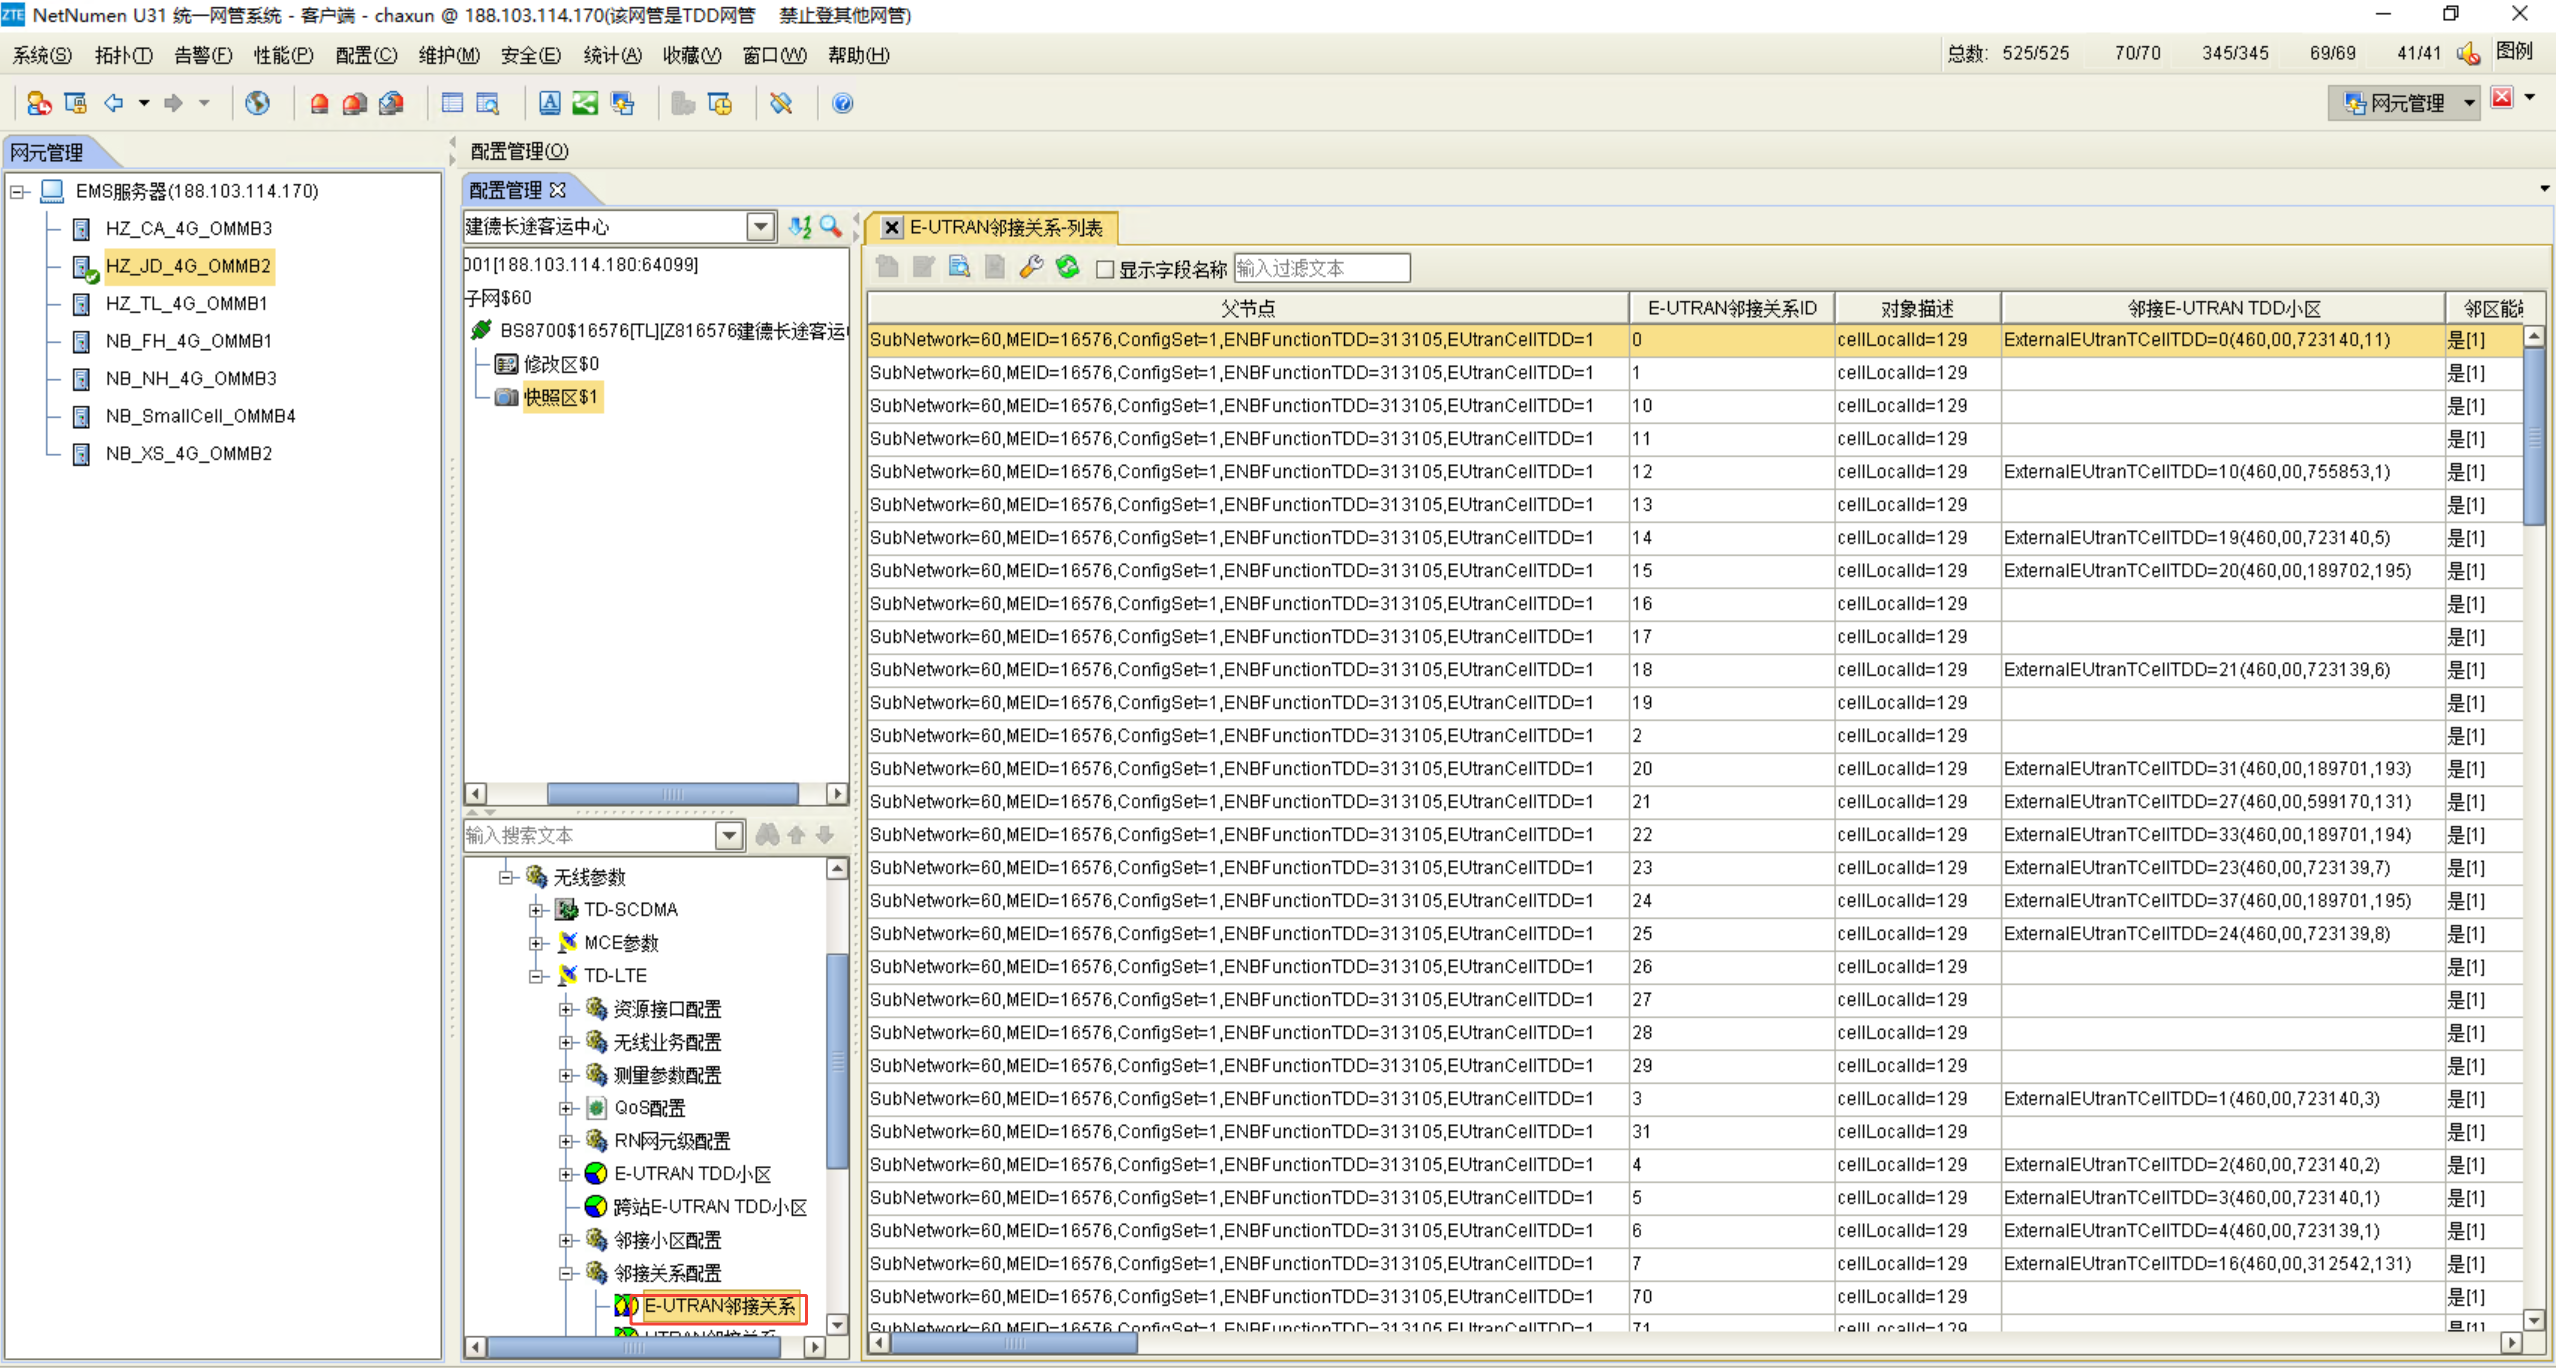 ZTE NetNumen U31 统一网管系统 - 客户端 - chaxun @ 188.103.114.170(该网管是TDD网管 禁止登其他网管)
系统(S) 拓扑(T) 告警(F) 性能(P) 配置(C) 维护(M) 安全(E) 统计(A) 收藏(V) 窗口(W) 帮助(H) 总数: 525/525 70/70 345/345 69/69 41/41 图例
网元管理
网元管理
EMS服务器(188.103.114.170)
HZ_CA_4G_OMMB3
HZ_JD_4G_OMMB2
HZ_TL_4G_OMMB1
NB_FH_4G_OMMB1
NB_NH_4G_OMMB3
NB_SmallCell_OMMB4
NB_XS_4G_OMMB2
配置管理(O)
配置管理
建德长途客运中心
001[188.103.114.180:64099]
子网$60
BS8700$16576[TL][Z816576建德长途客运
修改区$0
快照区$1
输入搜索文本
无线参数
TD-SCDMA
MCE参数
TD-LTE
资源接口配置
无线业务配置
测量参数配置
QoS配置
RN网元级配置
E-UTRAN TDD小区
跨站E-UTRAN TDD小区
邻接小区配置
邻接关系配置
E-UTRAN邻接关系
UTRAN邻接关系
E-UTRAN邻接关系-列表
显示字段名称 输入过滤文本
父节点 E-UTRAN邻接关系ID 对象描述 邻接E-UTRAN TDD小区 邻区能
SubNetwork=60,MEID=16576,ConfigSet=1,ENBFunctionTDD=313105,EUtranCellTDD=1 0 cellLocalId=129 ExternalEUtranTCellTDD=0(460,00,723140,11) 是[1]
SubNetwork=60,MEID=16576,ConfigSet=1,ENBFunctionTDD=313105,EUtranCellTDD=1 1 cellLocalId=129 是[1]
SubNetwork=60,MEID=16576,ConfigSet=1,ENBFunctionTDD=313105,EUtranCellTDD=1 10 cellLocalId=129 是[1]
SubNetwork=60,MEID=16576,ConfigSet=1,ENBFunctionTDD=313105,EUtranCellTDD=1 11 cellLocalId=129 是[1]
SubNetwork=60,MEID=16576,ConfigSet=1,ENBFunctionTDD=313105,EUtranCellTDD=1 12 cellLocalId=129 ExternalEUtranTCellTDD=10(460,00,755853,1) 是[1]
SubNetwork=60,MEID=16576,ConfigSet=1,ENBFunctionTDD=313105,EUtranCellTDD=1 13 cellLocalId=129 是[1]
SubNetwork=60,MEID=16576,ConfigSet=1,ENBFunctionTDD=313105,EUtranCellTDD=1 14 cellLocalId=129 ExternalEUtranTCellTDD=19(460,00,723140,5) 是[1]
SubNetwork=60,MEID=16576,ConfigSet=1,ENBFunctionTDD=313105,EUtranCellTDD=1 15 cellLocalId=129 ExternalEUtranTCellTDD=20(460,00,189702,195) 是[1]
SubNetwork=60,MEID=16576,ConfigSet=1,ENBFunctionTDD=313105,EUtranCellTDD=1 16 cellLocalId=129 是[1]
SubNetwork=60,MEID=16576,ConfigSet=1,ENBFunctionTDD=313105,EUtranCellTDD=1 17 cellLocalId=129 是[1]
SubNetwork=60,MEID=16576,ConfigSet=1,ENBFunctionTDD=313105,EUtranCellTDD=1 18 cellLocalId=129 ExternalEUtranTCellTDD=21(460,00,723139,6) 是[1]
SubNetwork=60,MEID=16576,ConfigSet=1,ENBFunctionTDD=313105,EUtranCellTDD=1 19 cellLocalId=129 是[1]
SubNetwork=60,MEID=16576,ConfigSet=1,ENBFunctionTDD=313105,EUtranCellTDD=1 2 cellLocalId=129 是[1]
SubNetwork=60,MEID=16576,ConfigSet=1,ENBFunctionTDD=313105,EUtranCellTDD=1 20 cellLocalId=129 ExternalEUtranTCellTDD=31(460,00,189701,193) 是[1]
SubNetwork=60,MEID=16576,ConfigSet=1,ENBFunctionTDD=313105,EUtranCellTDD=1 21 cellLocalId=129 ExternalEUtranTCellTDD=27(460,00,599170,131) 是[1]
SubNetwork=60,MEID=16576,ConfigSet=1,ENBFunctionTDD=313105,EUtranCellTDD=1 22 cellLocalId=129 ExternalEUtranTCellTDD=33(460,00,189701,194) 是[1]
SubNetwork=60,MEID=16576,ConfigSet=1,ENBFunctionTDD=313105,EUtranCellTDD=1 23 cellLocalId=129 ExternalEUtranTCellTDD=23(460,00,723139,7) 是[1]
SubNetwork=60,MEID=16576,ConfigSet=1,ENBFunctionTDD=313105,EUtranCellTDD=1 24 cellLocalId=129 ExternalEUtranTCellTDD=37(460,00,189701,195) 是[1]
SubNetwork=60,MEID=16576,ConfigSet=1,ENBFunctionTDD=313105,EUtranCellTDD=1 25 cellLocalId=129 ExternalEUtranTCellTDD=24(460,00,723139,8) 是[1]
SubNetwork=60,MEID=16576,ConfigSet=1,ENBFunctionTDD=313105,EUtranCellTDD=1 26 cellLocalId=129 是[1]
SubNetwork=60,MEID=16576,ConfigSet=1,ENBFunctionTDD=313105,EUtranCellTDD=1 27 cellLocalId=129 是[1]
SubNetwork=60,MEID=16576,ConfigSet=1,ENBFunctionTDD=313105,EUtranCellTDD=1 28 cellLocalId=129 是[1]
SubNetwork=60,MEID=16576,ConfigSet=1,ENBFunctionTDD=313105,EUtranCellTDD=1 29 cellLocalId=129 是[1]
SubNetwork=60,MEID=16576,ConfigSet=1,ENBFunctionTDD=313105,EUtranCellTDD=1 3 cellLocalId=129 ExternalEUtranTCellTDD=1(460,00,723140,3) 是[1]
SubNetwork=60,MEID=16576,ConfigSet=1,ENBFunctionTDD=313105,EUtranCellTDD=1 31 cellLocalId=129 是[1]
SubNetwork=60,MEID=16576,ConfigSet=1,ENBFunctionTDD=313105,EUtranCellTDD=1 4 cellLocalId=129 ExternalEUtranTCellTDD=2(460,00,723140,2) 是[1]
SubNetwork=60,MEID=16576,ConfigSet=1,ENBFunctionTDD=313105,EUtranCellTDD=1 5 cellLocalId=129 ExternalEUtranTCellTDD=3(460,00,723140,1) 是[1]
SubNetwork=60,MEID=16576,ConfigSet=1,ENBFunctionTDD=313105,EUtranCellTDD=1 6 cellLocalId=129 ExternalEUtranTCellTDD=4(460,00,723139,1) 是[1]
SubNetwork=60,MEID=16576,ConfigSet=1,ENBFunctionTDD=313105,EUtranCellTDD=1 7 cellLocalId=129 ExternalEUtranTCellTDD=16(460,00,312542,131) 是[1]
SubNetwork=60,MEID=16576,ConfigSet=1,ENBFunctionTDD=313105,EUtranCellTDD=1 70 cellLocalId=129 是[1]
SubNetwork=60,MEID=16576,ConfigSet=1,ENBFunctionTDD=313105,EUtranCellTDD=1 71 cellLocalId=129 是[1]